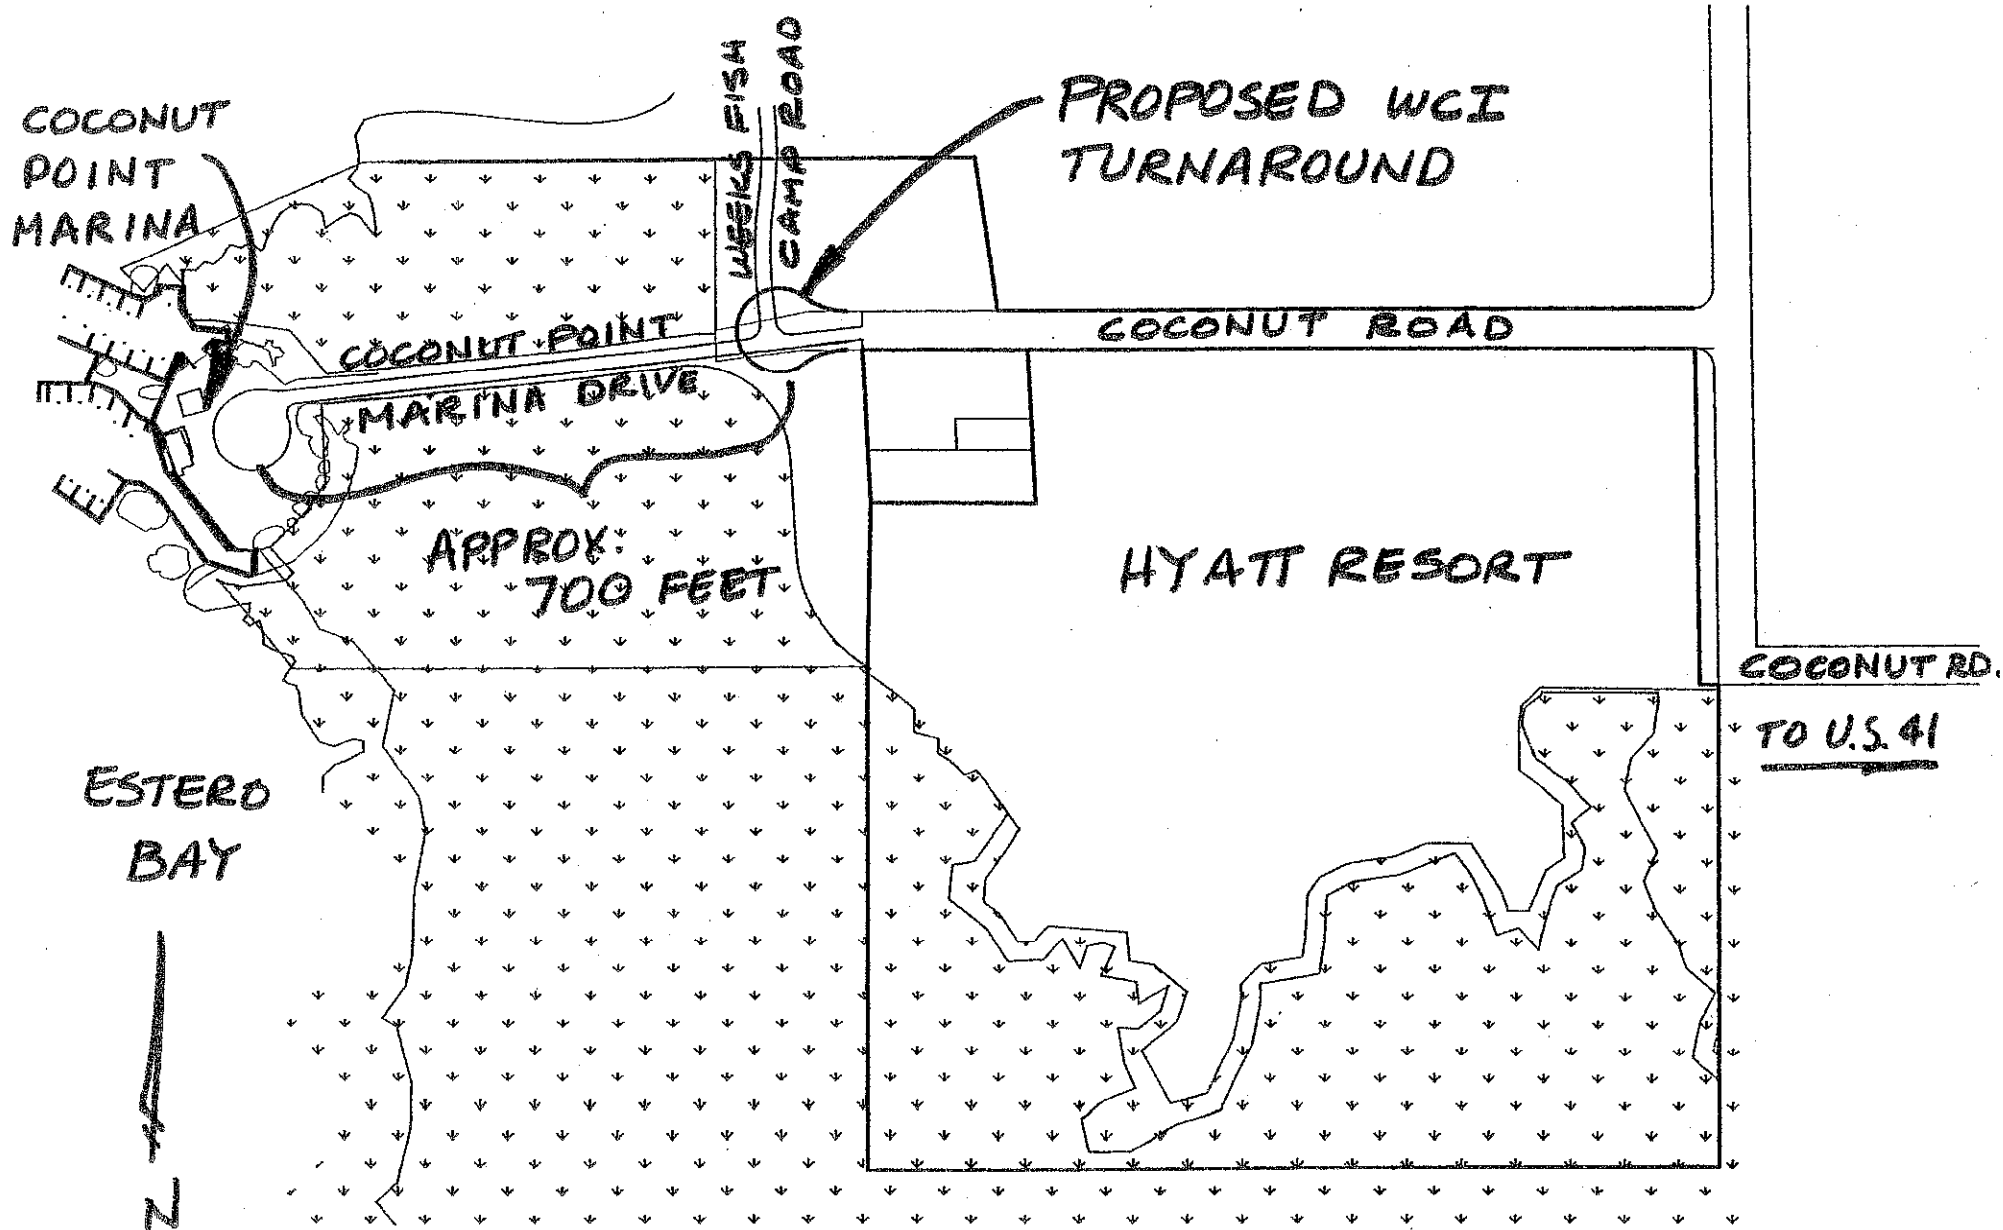 COCONUT
POINT
MARINA
WEEKS FISH
CAMP ROAD
PROPOSED WCI
TURNAROUND
COCONUT POINT
MARINA DRIVE
COCONUT ROAD
APPROX.
700 FEET
HYATT RESORT
COCONUT RD.
TO U.S. 41
ESTERO
BAY
N